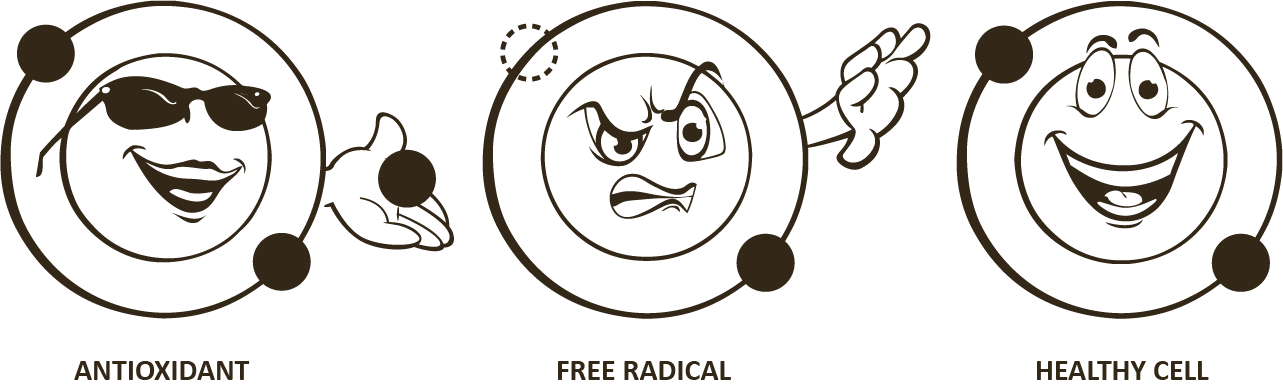 ANTIOXIDANT
FREE RADICAL
HEALTHY CELL